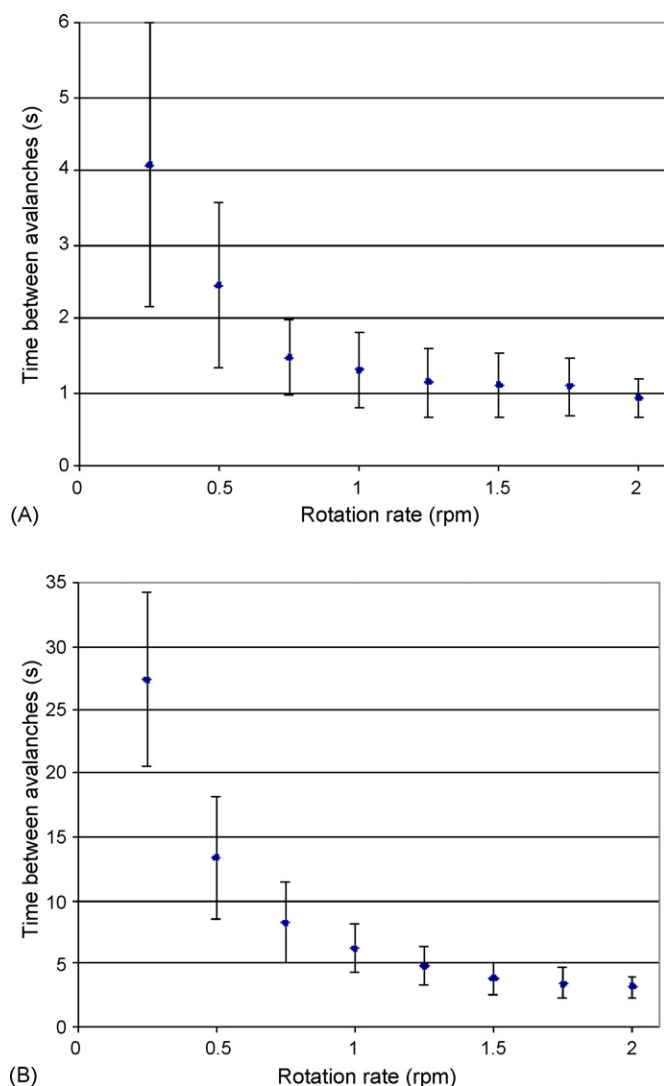 6
5
4
3
2
1
0
Time between avalanches (s)
0 0.5 1 1.5 2
Rotation rate (rpm)
(A)
35
30
25
20
15
10
5
0
Time between avalanches (s)
0 0.5 1 1.5 2
Rotation rate (rpm)
(B)